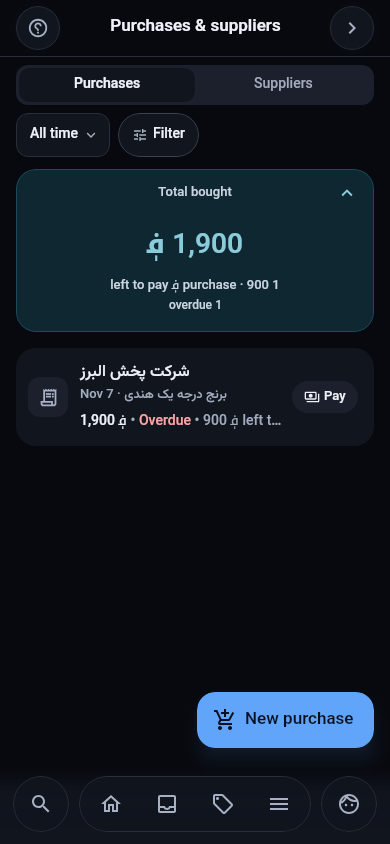 Purchases & suppliers
Purchases
Suppliers
All time
Filter
Total bought
؋ 1,900
left to pay ؋ purchase · 900 1
overdue 1
شرکت پخش البرز
Nov 7 · برنج درجه یک هندی
1,900 ؋ • Overdue • 900 ؋ left t…
Pay
New purchase